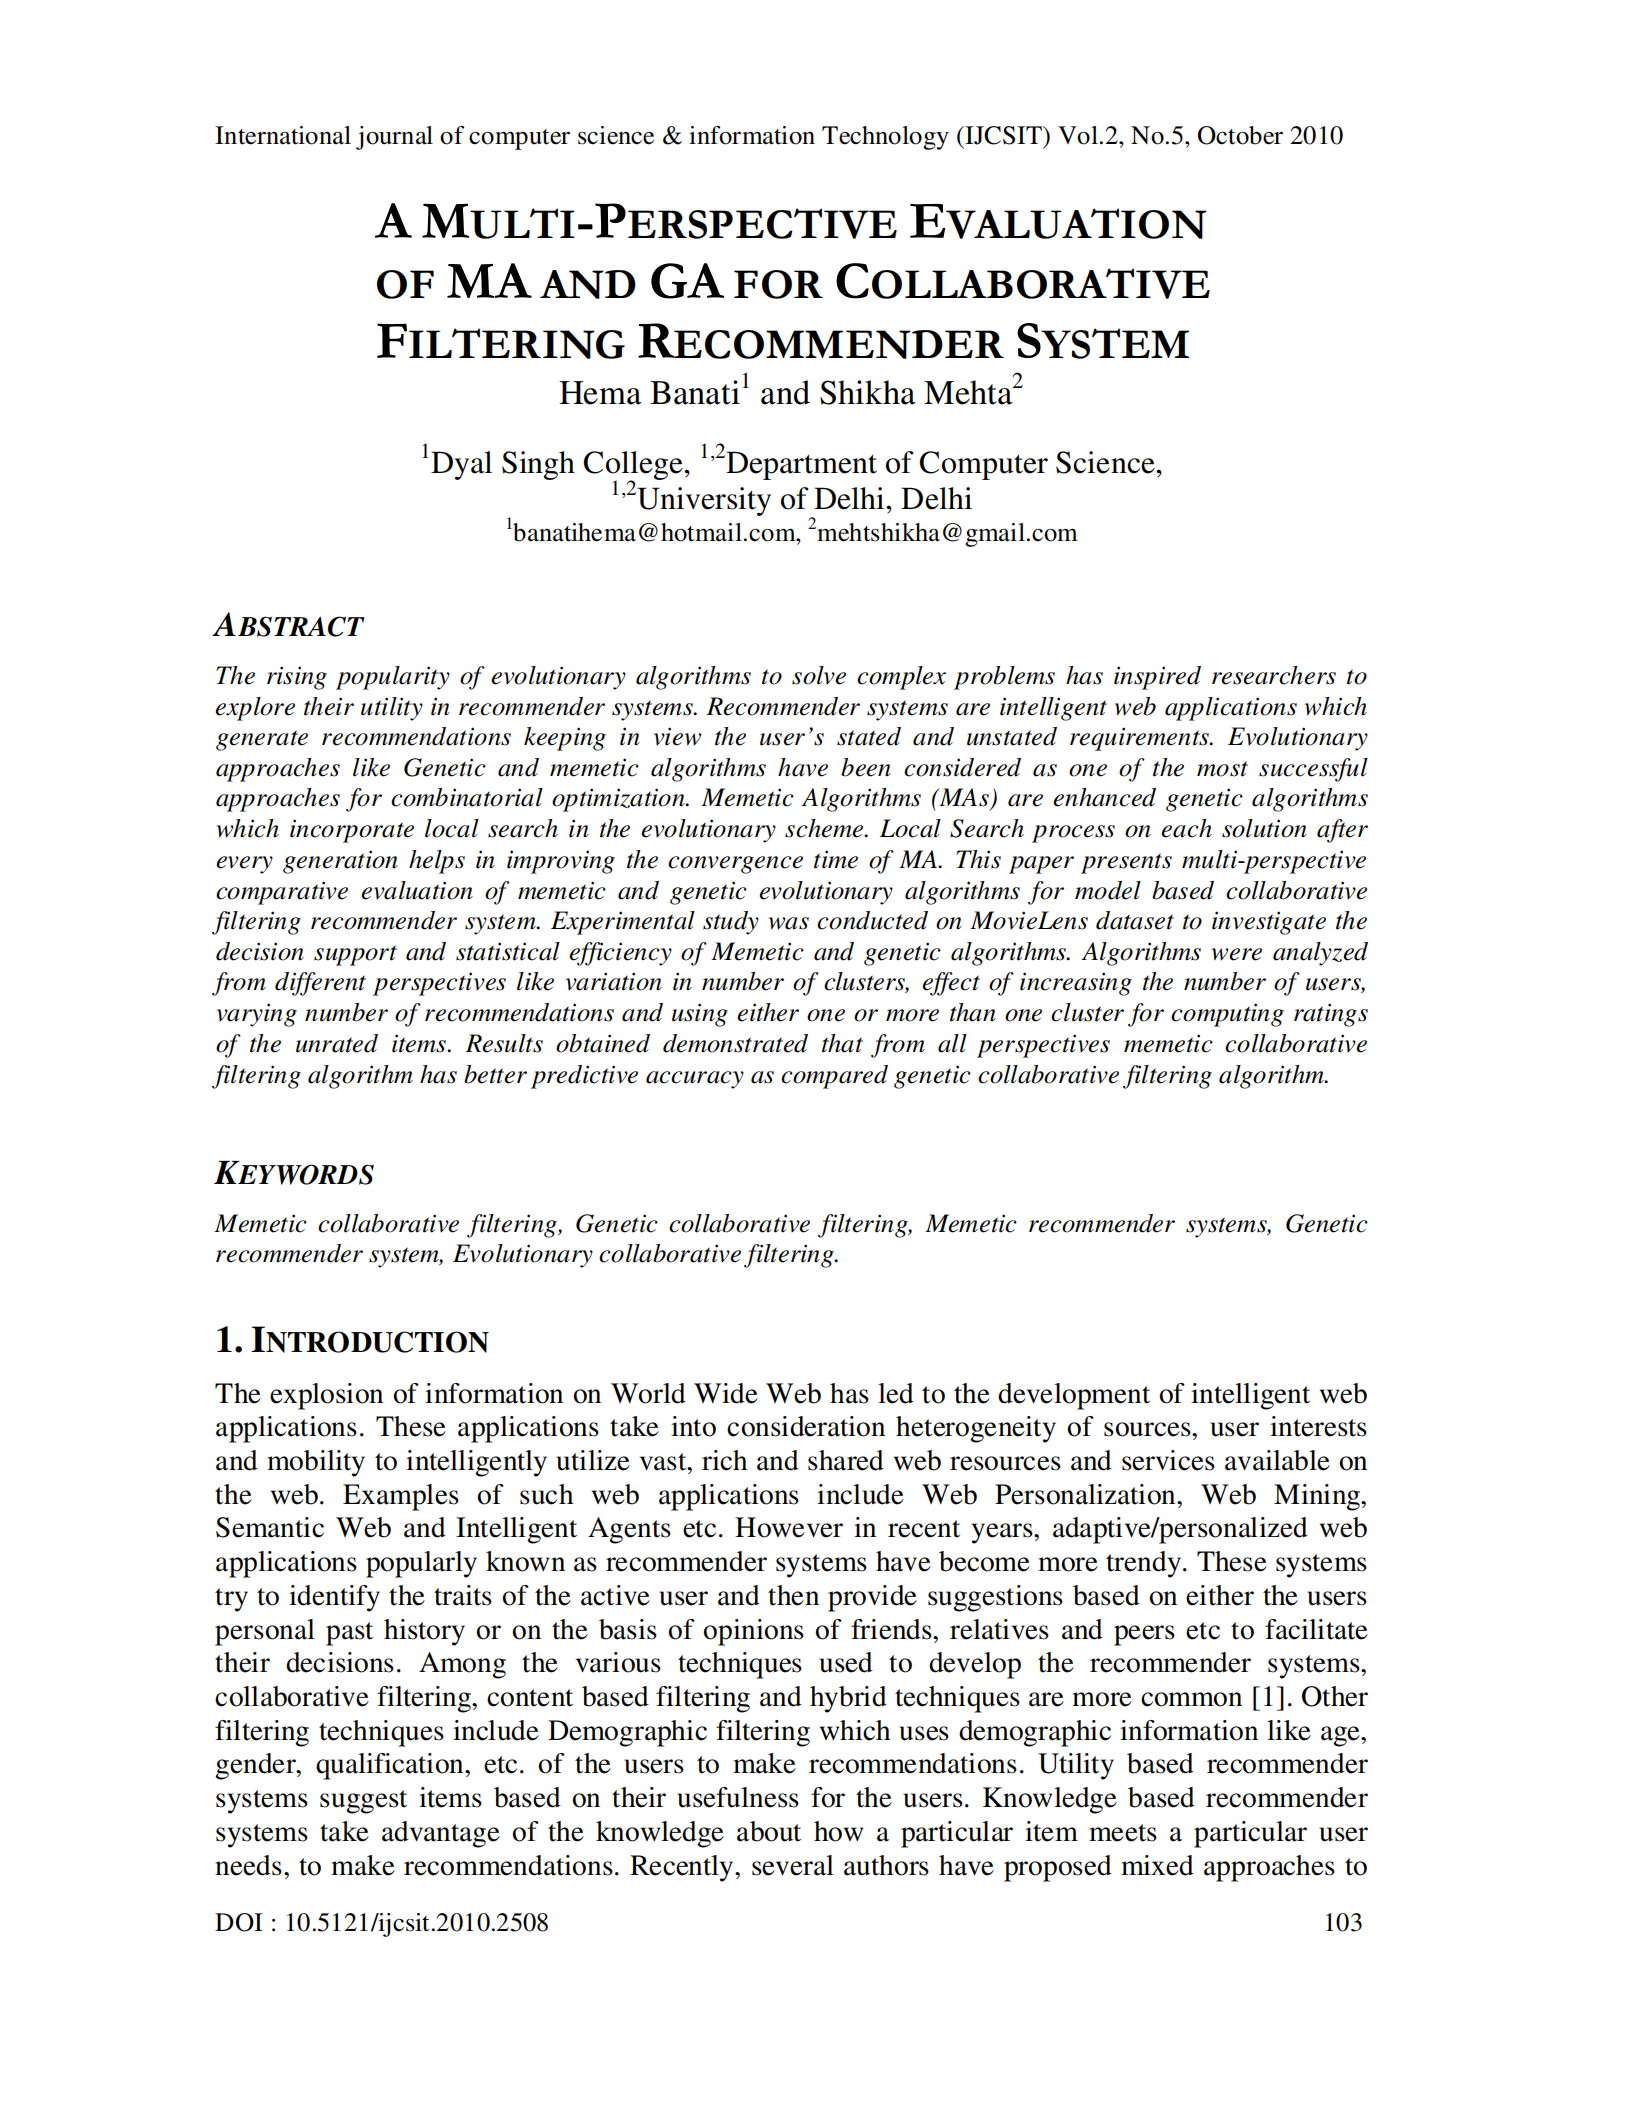 International journal of computer science & information Technology (IJCSIT) Vol.2, No.5, October 2010
A MULTI-PERSPECTIVE EVALUATION
OF MA AND GA FOR COLLABORATIVE
FILTERING RECOMMENDER SYSTEM
Hema Banati1 and Shikha Mehta2
1Dyal Singh College, 1,2Department of Computer Science,
1,2University of Delhi, Delhi
1banatihema@hotmail.com, 2mehtshikha@gmail.com
ABSTRACT
The rising popularity of evolutionary algorithms to solve complex problems has inspired researchers to
explore their utility in recommender systems. Recommender systems are intelligent web applications which
generate recommendations keeping in view the user’s stated and unstated requirements. Evolutionary
approaches like Genetic and memetic algorithms have been considered as one of the most successful
approaches for combinatorial optimization. Memetic Algorithms (MAs) are enhanced genetic algorithms
which incorporate local search in the evolutionary scheme. Local Search process on each solution after
every generation helps in improving the convergence time of MA. This paper presents multi-perspective
comparative evaluation of memetic and genetic evolutionary algorithms for model based collaborative
filtering recommender system. Experimental study was conducted on MovieLens dataset to investigate the
decision support and statistical efficiency of Memetic and genetic algorithms. Algorithms were analyzed
from different perspectives like variation in number of clusters, effect of increasing the number of users,
varying number of recommendations and using either one or more than one cluster for computing ratings
of the unrated items. Results obtained demonstrated that from all perspectives memetic collaborative
filtering algorithm has better predictive accuracy as compared genetic collaborative filtering algorithm.
KEYWORDS
Memetic collaborative filtering, Genetic collaborative filtering, Memetic recommender systems, Genetic
recommender system, Evolutionary collaborative filtering.
1. INTRODUCTION
The explosion of information on World Wide Web has led to the development of intelligent web
applications. These applications take into consideration heterogeneity of sources, user interests
and mobility to intelligently utilize vast, rich and shared web resources and services available on
the web. Examples of such web applications include Web Personalization, Web Mining,
Semantic Web and Intelligent Agents etc. However in recent years, adaptive/personalized web
applications popularly known as recommender systems have become more trendy. These systems
try to identify the traits of the active user and then provide suggestions based on either the users
personal past history or on the basis of opinions of friends, relatives and peers etc to facilitate
their decisions. Among the various techniques used to develop the recommender systems,
collaborative filtering, content based filtering and hybrid techniques are more common [1]. Other
filtering techniques include Demographic filtering which uses demographic information like age,
gender, qualification, etc. of the users to make recommendations. Utility based recommender
systems suggest items based on their usefulness for the users. Knowledge based recommender
systems take advantage of the knowledge about how a particular item meets a particular user
needs, to make recommendations. Recently, several authors have proposed mixed approaches to
DOI : 10.5121/ijcsit.2010.2508 103